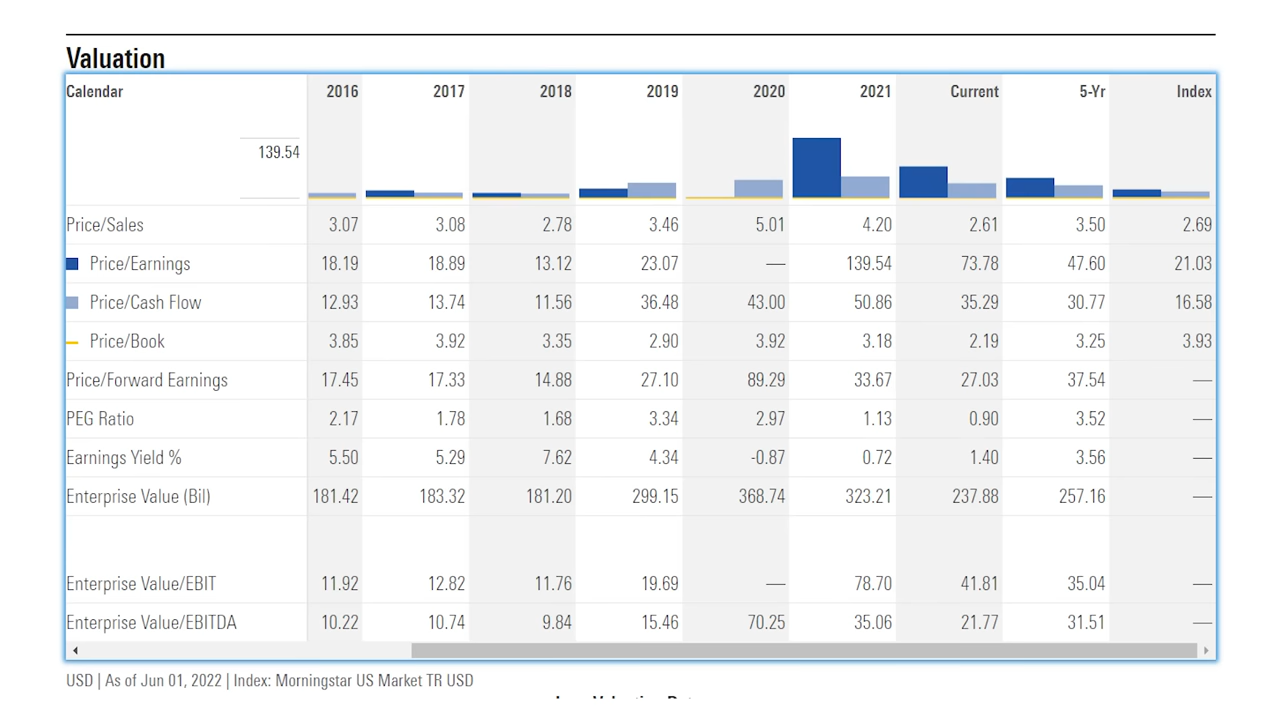 Valuation
Calendar 2016 2017 2018 2019 2020 2021 Current 5-Yr Index
139.54
Price/Sales 3.07 3.08 2.78 3.46 5.01 4.20 2.61 3.50 2.69
Price/Earnings 18.19 18.89 13.12 23.07 — 139.54 73.78 47.60 21.03
Price/Cash Flow 12.93 13.74 11.56 36.48 43.00 50.86 35.29 30.77 16.58
Price/Book 3.85 3.92 3.35 2.90 3.92 3.18 2.19 3.25 3.93
Price/Forward Earnings 17.45 17.33 14.88 27.10 89.29 33.67 27.03 37.54 —
PEG Ratio 2.17 1.78 1.68 3.34 2.97 1.13 0.90 3.52 —
Earnings Yield % 5.50 5.29 7.62 4.34 -0.87 0.72 1.40 3.56 —
Enterprise Value (Bil) 181.42 183.32 181.20 299.15 368.74 323.21 237.88 257.16 —
Enterprise Value/EBIT 11.92 12.82 11.76 19.69 — 78.70 41.81 35.04 —
Enterprise Value/EBITDA 10.22 10.74 9.84 15.46 70.25 35.06 21.77 31.51 —
USD | As of Jun 01, 2022 | Index: Morningstar US Market TR USD